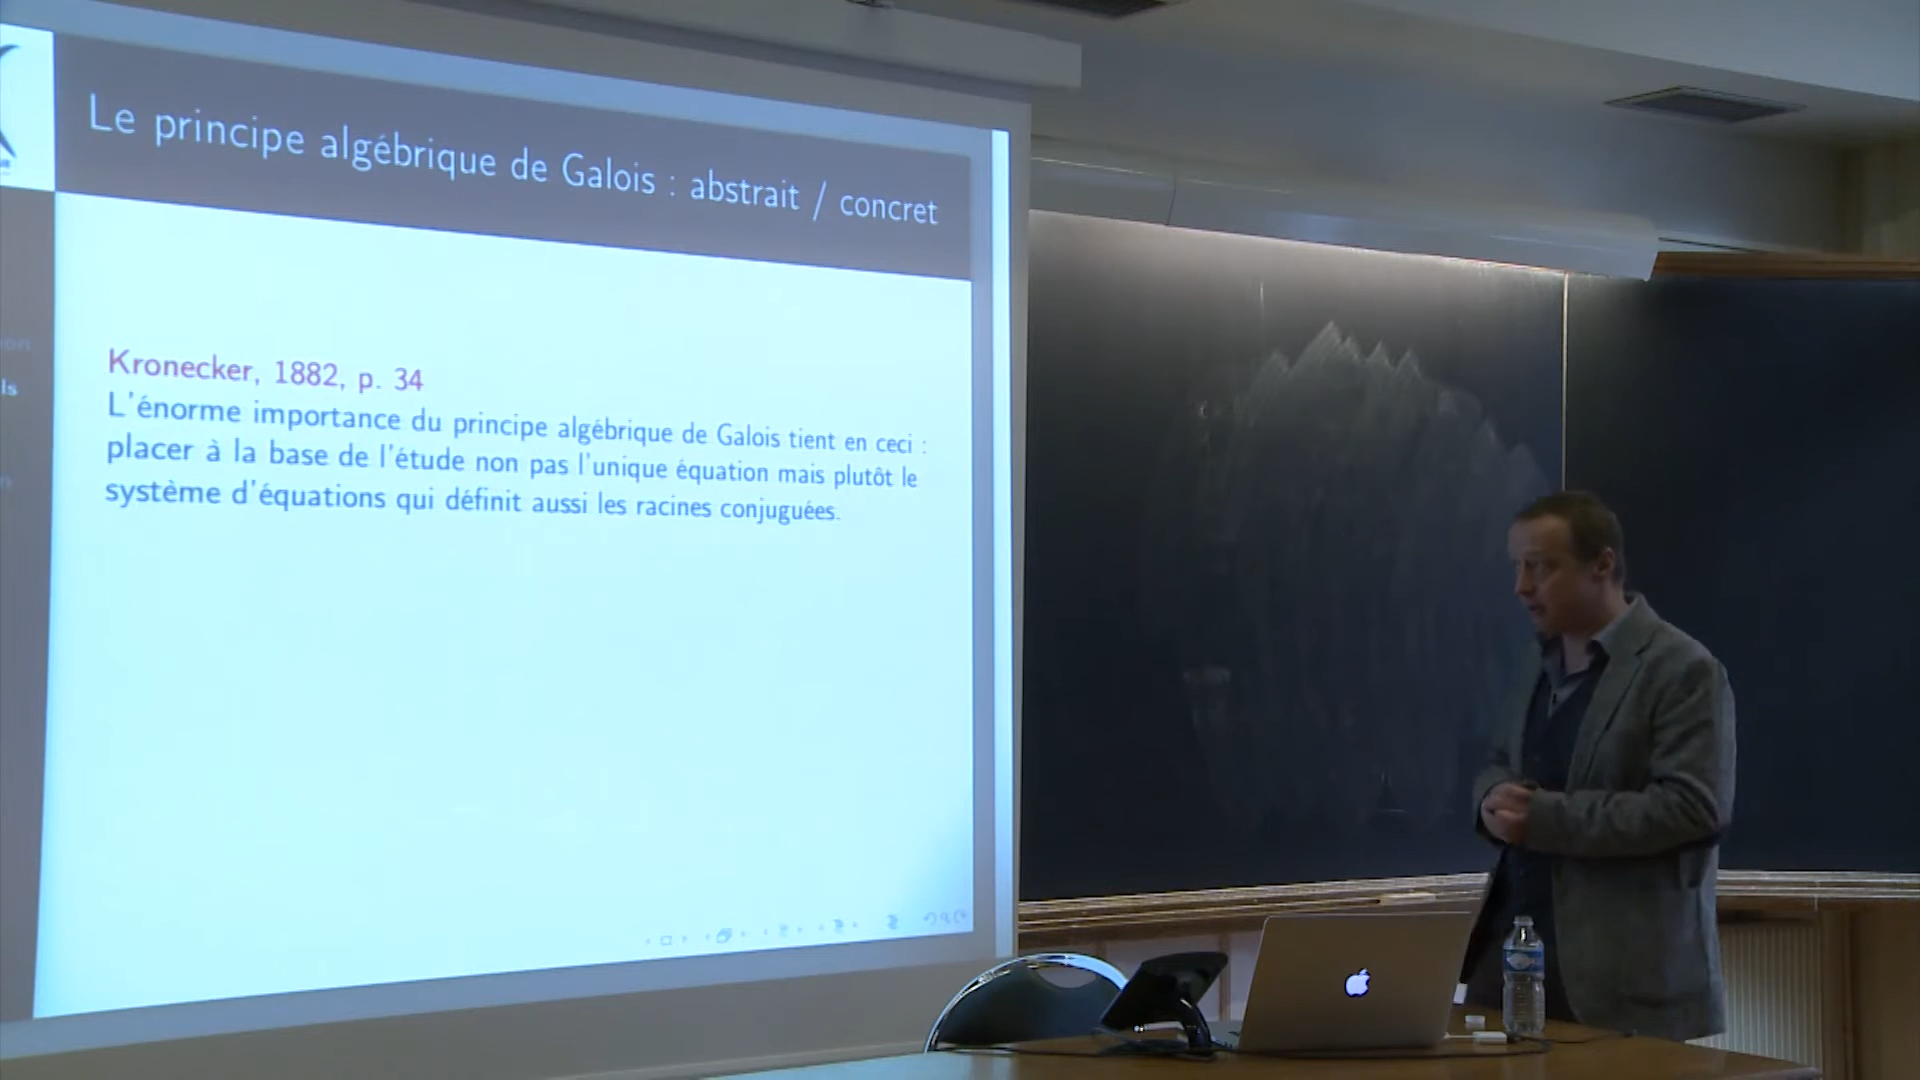 Le principe algébrique de Galois : abstrait / concret
Kronecker, 1882, p. 34
L'énorme importance du principe algébrique de Galois tient en ceci :
placer à la base de l'étude non pas l'unique équation mais plutôt le
système d'équations qui définit aussi les racines conjuguées.